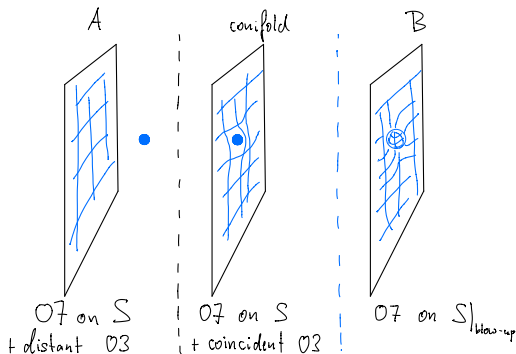 A
conifold
B
O7 on S
+ distant O3
O7 on S
+ coincident O3
O7 on S|blow-up